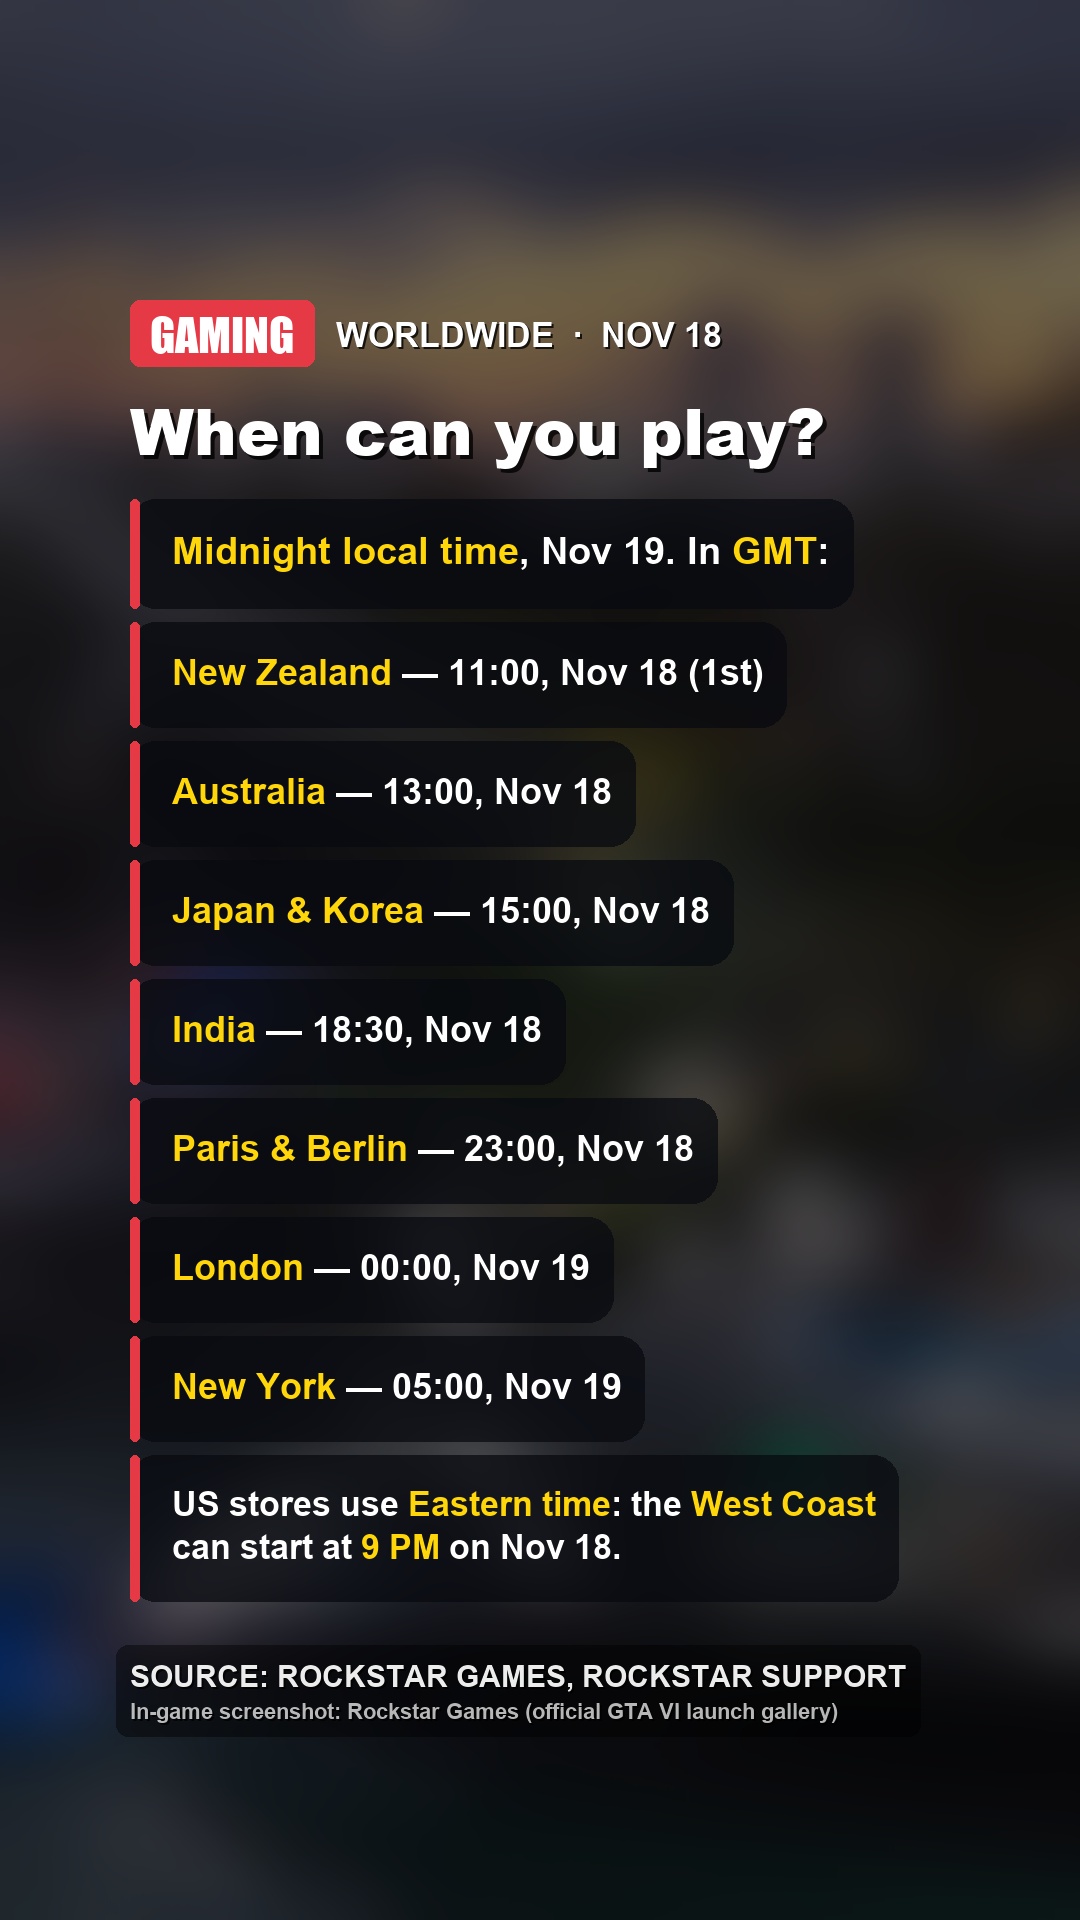 GAMING
WORLDWIDE · NOV 18
When can you play?
Midnight local time, Nov 19. In GMT:
New Zealand — 11:00, Nov 18 (1st)
Australia — 13:00, Nov 18
Japan & Korea — 15:00, Nov 18
India — 18:30, Nov 18
Paris & Berlin — 23:00, Nov 18
London — 00:00, Nov 19
New York — 05:00, Nov 19
US stores use Eastern time: the West Coast
can start at 9 PM on Nov 18.
SOURCE: ROCKSTAR GAMES, ROCKSTAR SUPPORT
In-game screenshot: Rockstar Games (official GTA VI launch gallery)